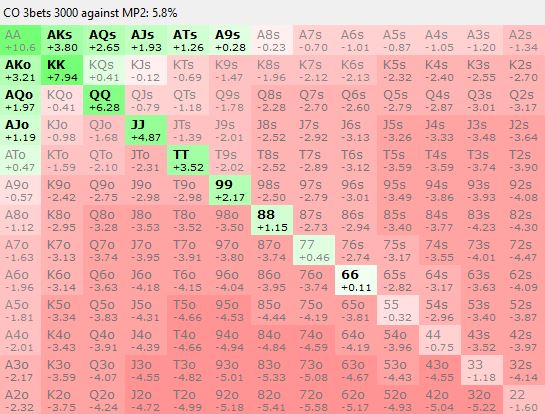 CO 3bets 3000 against MP2: 5.8%
AA AKs AQs AJs ATs A9s A8s A7s A6s A5s A4s A3s A2s
+10.6 +3.80 +2.65 +1.93 +1.26 +0.28 -0.23 -0.70 -1.01 -0.87 -1.05 -1.20 -1.34
AKo KK KQs KJs KTs K9s K8s K7s K6s K5s K4s K3s K2s
+3.21 +7.94 -0.41 -0.12 -0.69 -1.47 -1.96 -2.12 -2.13 -2.32 -2.40 -2.55 -2.70
AQo KQo QQ QJs QTs Q9s Q8s Q7s Q6s Q5s Q4s Q3s Q2s
+1.97 -0.41 +6.28 -0.79 -1.18 -1.78 -2.28 -2.70 -2.60 -2.79 -2.87 -3.01 -3.17
AJo KJo QJo JJ JTs J9s J8s J7s J6s J5s J4s J3s J2s
+1.19 -0.98 -1.68 +4.87 -1.39 -2.01 -2.52 -2.92 -3.13 -3.26 -3.33 -3.48 -3.64
ATo KTo QTo JTo TT T9s T8s T7s T6s T5s T4s T3s T2s
+0.47 -1.59 -2.10 -2.31 +3.52 -2.02 -2.52 -2.89 -3.12 -3.59 -3.59 -3.74 -3.90
A9o K9o Q9o J9o T9o 99 98s 97s 96s 95s 94s 93s 92s
-0.57 -2.42 -2.75 -2.98 -2.98 +2.17 -2.50 -2.79 -3.01 -3.49 -3.86 -3.93 -4.08
A8o K8o Q8o J8o T8o 98o 88 87s 86s 85s 84s 83s 82s
-1.12 -2.95 -3.28 -3.53 -3.52 -3.50 +1.15 -2.73 -2.94 -3.40 -3.77 -4.23 -4.30
A7o K7o Q7o J7o T7o 97o 87o 77 76s 75s 74s 73s 72s
-1.63 -3.13 -3.74 -3.95 -3.91 -3.80 -3.74 +0.46 -2.74 -3.17 -3.55 -4.01 -4.47
A6o K6o Q6o J6o T6o 96o 86o 76o 66 65s 64s 63s 62s
-1.96 -3.14 -3.63 -4.18 -4.15 -4.04 -3.95 -3.74 +0.11 -2.82 -3.17 -3.63 -4.09
A5o K5o Q5o J5o T5o 95o 85o 75o 65o 55 54s 53s 52s
-1.81 -3.34 -3.83 -4.31 -4.66 -4.53 -4.44 -4.19 -3.81 -0.32 -2.96 -3.40 -3.87
A4o K4o Q4o J4o T4o 94o 84o 74o 64o 54o 44 43s 42s
-2.01 -3.43 -3.91 -4.39 -4.66 -4.94 -4.84 -4.59 -4.19 -3.96 -0.75 -3.52 -3.97
A3o K3o Q3o J3o T3o 93o 83o 73o 63o 53o 43o 33 32s
-2.17 -3.59 -4.07 -4.55 -4.82 -5.01 -5.33 -5.08 -4.67 -4.43 -4.55 -1.18 -4.14
A2o K2o Q2o J2o T2o 92o 82o 72o 62o 52o 42o 32o 22
-2.32 -3.75 -4.24 -4.72 -4.99 -5.18 -5.41 -5.58 -5.17 -4.93 -5.04 -5.22 -1.60